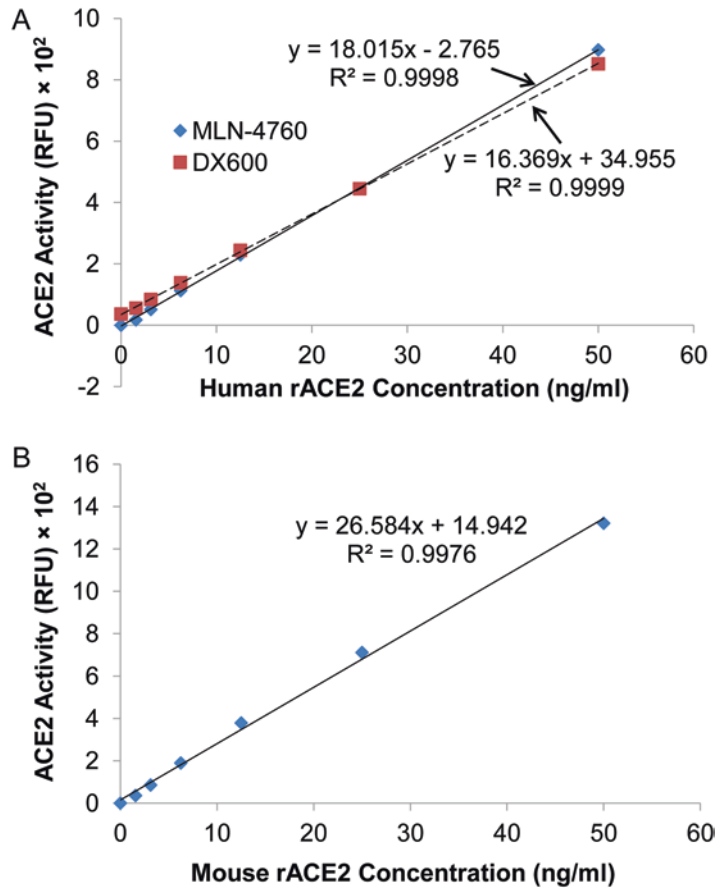 A
ACE2 Activity (RFU) × 10²
10
8
6
4
2
0
-2
y = 18.015x - 2.765
R² = 0.9998
MLN-4760
DX600
y = 16.369x + 34.955
R² = 0.9999
0 10 20 30 40 50 60
Human rACE2 Concentration (ng/ml)
B
ACE2 Activity (RFU) × 10²
16
14
12
10
8
6
4
2
0
y = 26.584x + 14.942
R² = 0.9976
0 10 20 30 40 50 60
Mouse rACE2 Concentration (ng/ml)